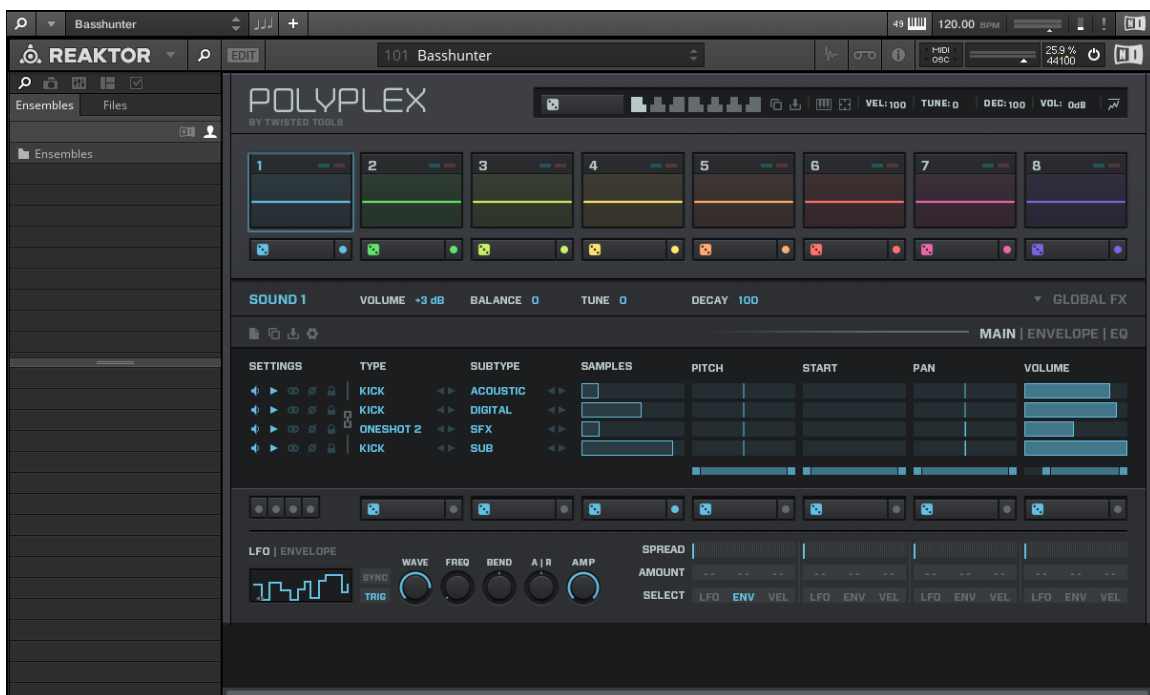 Basshunter 49 120.00 BPM ! NI
REAKTOR EDIT 101 Basshunter MIDI OSC 25.9 % 44100 NI
Ensembles Files
Ensembles
POLYPLEX
BY TWISTED TOOLS
VEL: 100 TUNE: 0 DEC: 100 VOL: 0dB
1 2 3 4 5 6 7 8
SOUND 1 VOLUME +3 dB BALANCE 0 TUNE 0 DECAY 100 GLOBAL FX
MAIN | ENVELOPE | EQ
SETTINGS TYPE SUBTYPE SAMPLES PITCH START PAN VOLUME
KICK ACOUSTIC
KICK DIGITAL
ONESHOT 2 SFX
KICK SUB
LFO | ENVELOPE WAVE FREQ BEND A | R AMP SPREAD
SYNC AMOUNT -- -- -- -- -- -- -- -- -- -- -- --
TRIG SELECT LFO ENV VEL LFO ENV VEL LFO ENV VEL LFO ENV VEL